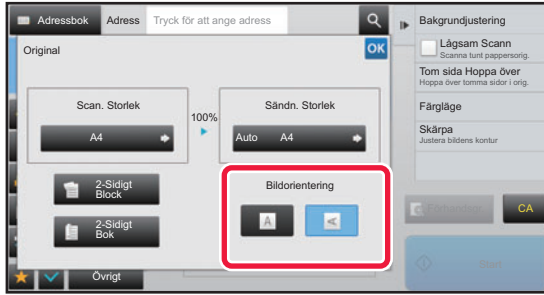 Adressbok
Adress
Tryck för att ange adress
Original
OK
Scan. Storlek
A4
100%
Sändn. Storlek
Auto A4
2-Sidigt
Block
2-Sidigt
Bok
Bildorientering
A
A
Övrigt
Bakgrundjustering
Lågsam Scann
Scanna tunt pappersorig.
Tom sida Hoppa över
Hoppa över tomma sidor i orig.
Färgläge
Skärpa
Justera bildens kontur
CA
Start